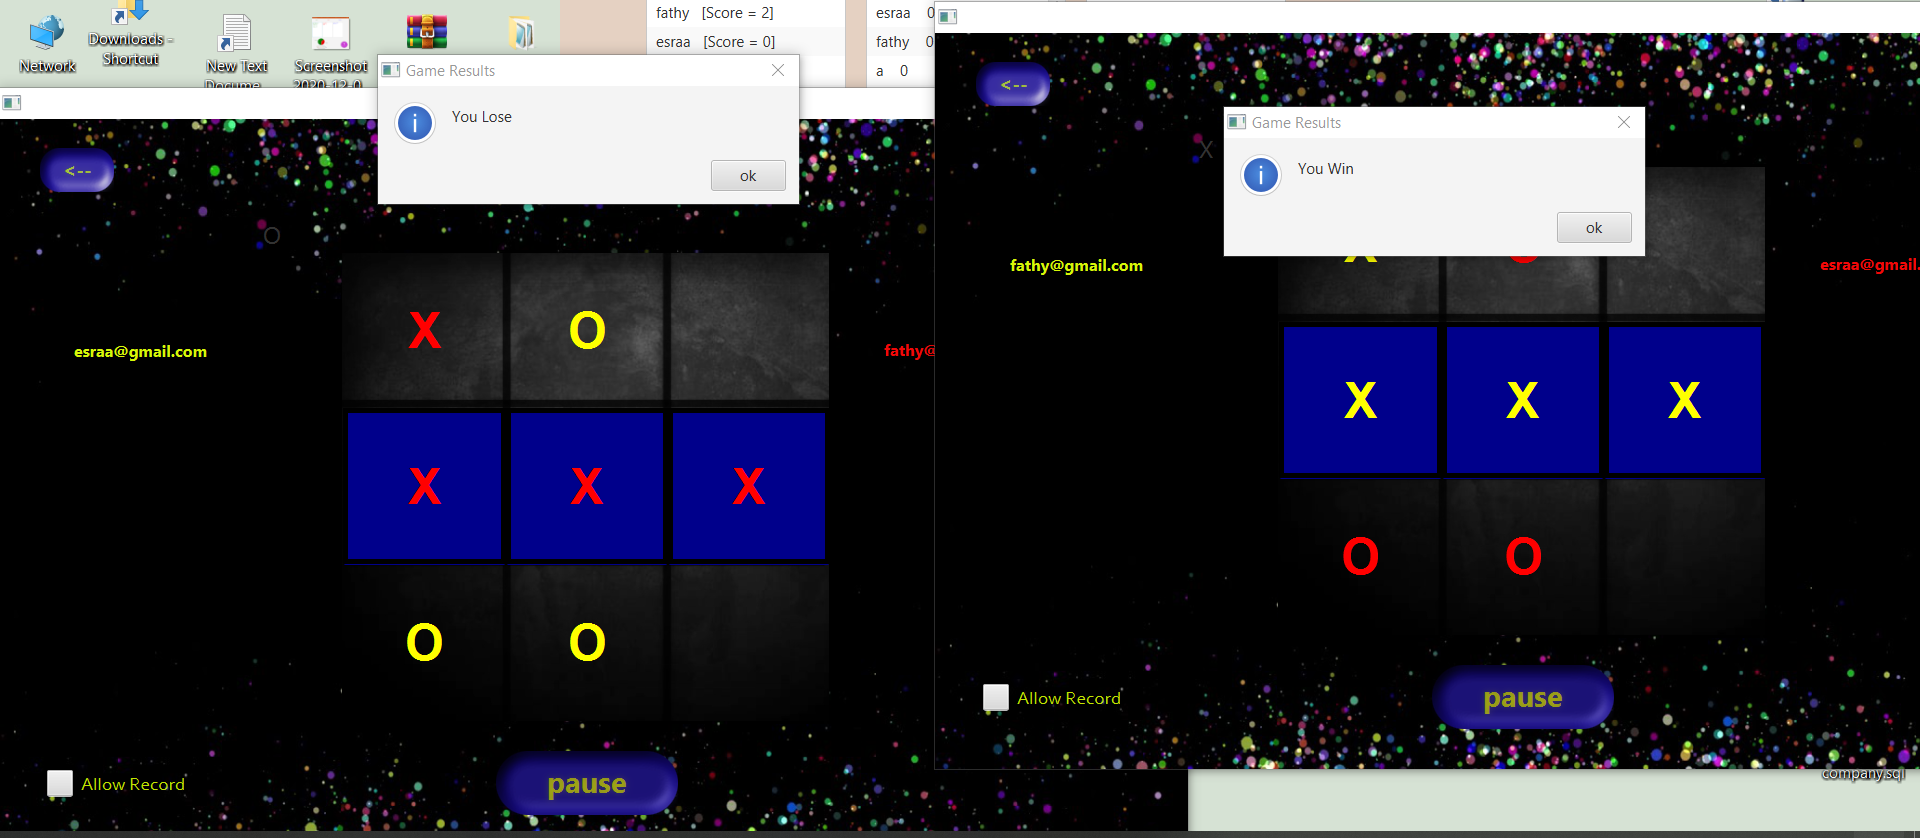 Network
Downloads -
Shortcut
New Text
Docume...
Screenshot
2020-12-0...
fathy [Score = 2]
esraa [Score = 0]
esraa 0
fathy 0
a 0
Game Results
You Lose
ok
<--
O
esraa@gmail.com
fathy@
X O
X X X
O O
Allow Record
pause
<--
X
Game Results
You Win
ok
fathy@gmail.com
esraa@gmail.
X X X
O O
Allow Record
pause
company.sql